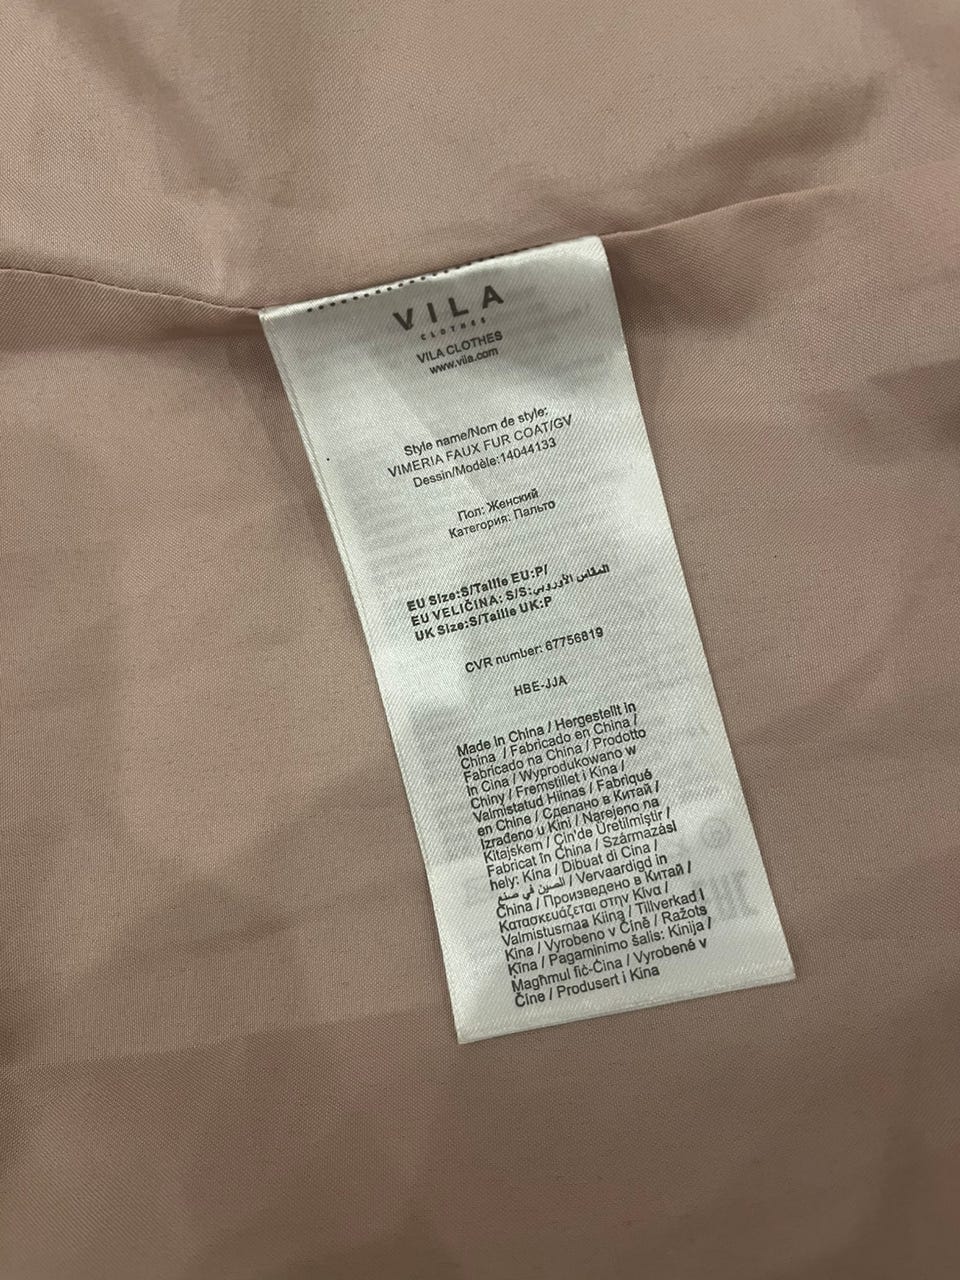 VILA
CLOTHES
VILA CLOTHES
www.vila.com
Style name/Nom de style:
VIMERIA FAUX FUR COAT/GV
Dessin/Modèle:14044133
Пол: Женский
Категория: Пальто
EU Size:S/Taille EU:P/
EU VELIČINA: S/S:المقاس الأوروبي
UK Size:S/Taille UK:P
CVR number: 67756819
HBE-JJA
Made in China / Hergestellt in
China / Fabricado en China /
Fabricado na China / Prodotto
in Cina / Wyprodukowano w
Chiny / Fremstillet i Kina /
Valmistatud Hiinas / Fabriqué
en Chine / Сделано в Китай /
Izrađeno u Kini / Narejeno na
Kitajskem / Çin'de Üretilmiştir /
Fabricat în China / Származási
hely: Kína / Dibuat di Cina /
الصين في صنع / Vervaardigd in
China / Произведено в Китай /
Κατασκευάζεται στην Κίνα /
Valmistusmaa Kiina / Tillverkad I
Kina / Vyrobeno v Číně / Ražots
Ķīna / Pagaminimo šalis: Kinija /
Magħmul fiċ-Ċina / Vyrobené v
Číne / Produsert i Kina